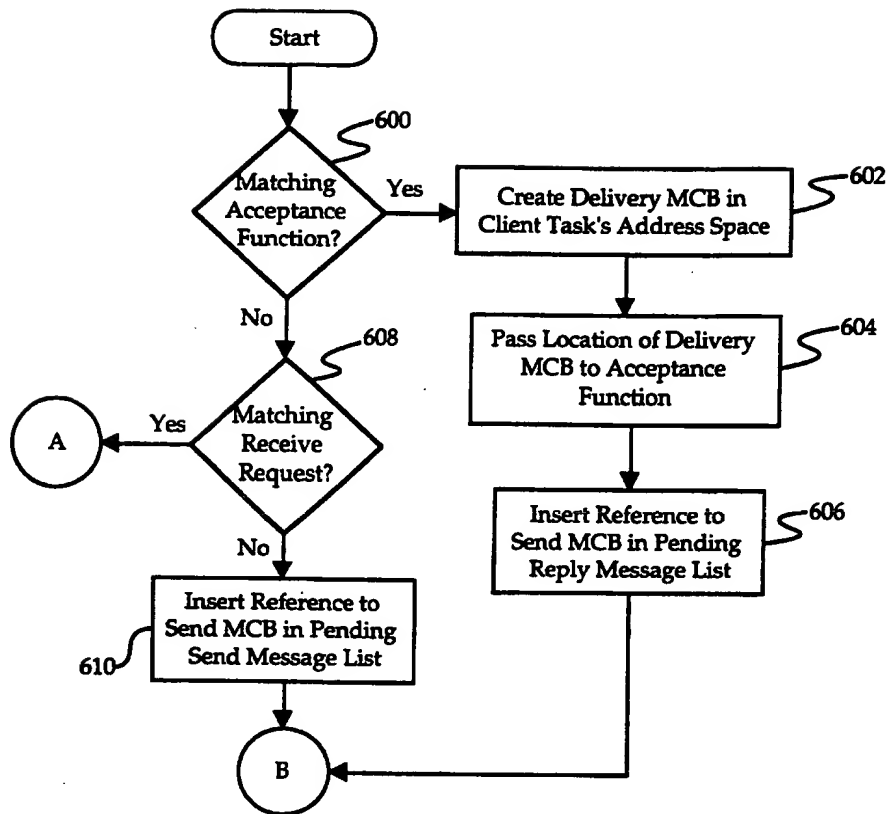 Start
600
Matching
Acceptance
Function?
Yes
Create Delivery MCB in
Client Task's Address Space
602
No
Pass Location of Delivery
MCB to Acceptance
Function
604
608
A
Yes
Matching
Receive
Request?
Insert Reference to
Send MCB in Pending
Reply Message List
606
No
Insert Reference to
Send MCB in Pending
Send Message List
610
B